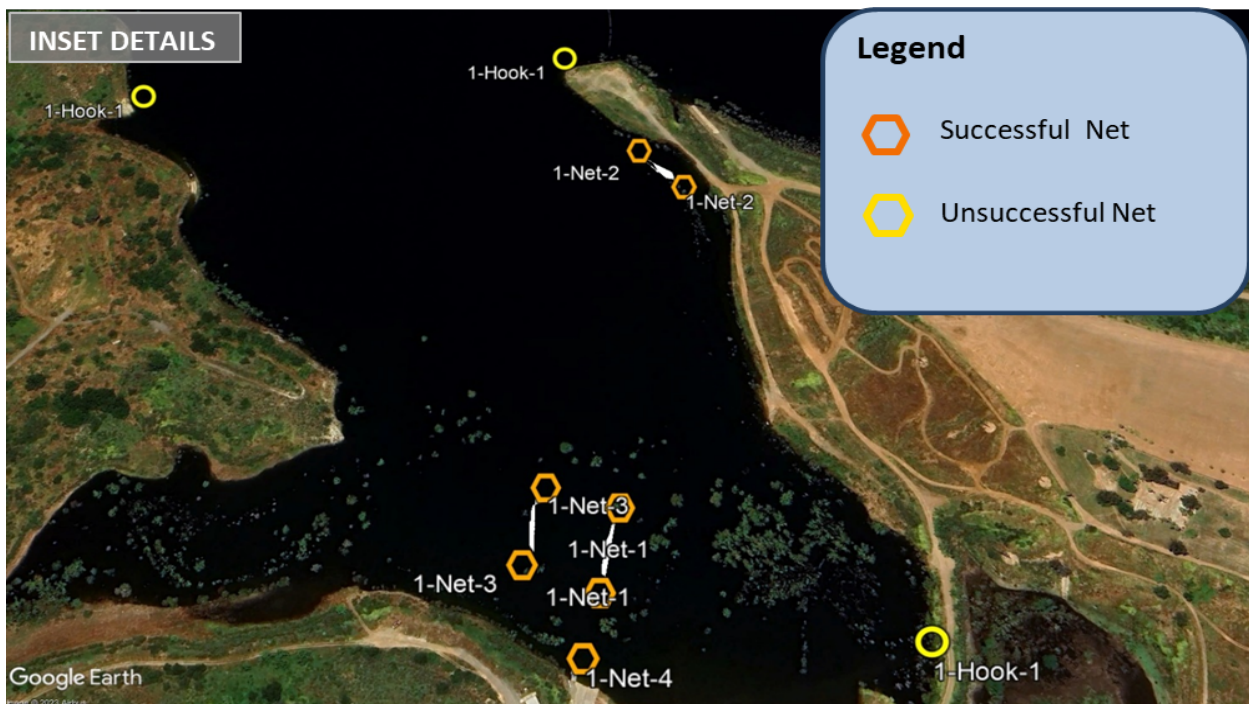 INSET DETAILS
Legend
Successful Net
Unsuccessful Net
1-Hook-1
1-Hook-1
1-Net-2
1-Net-2
1-Net-3
1-Net-1
1-Net-3
1-Net-1
1-Net-4
1-Hook-1
Google Earth